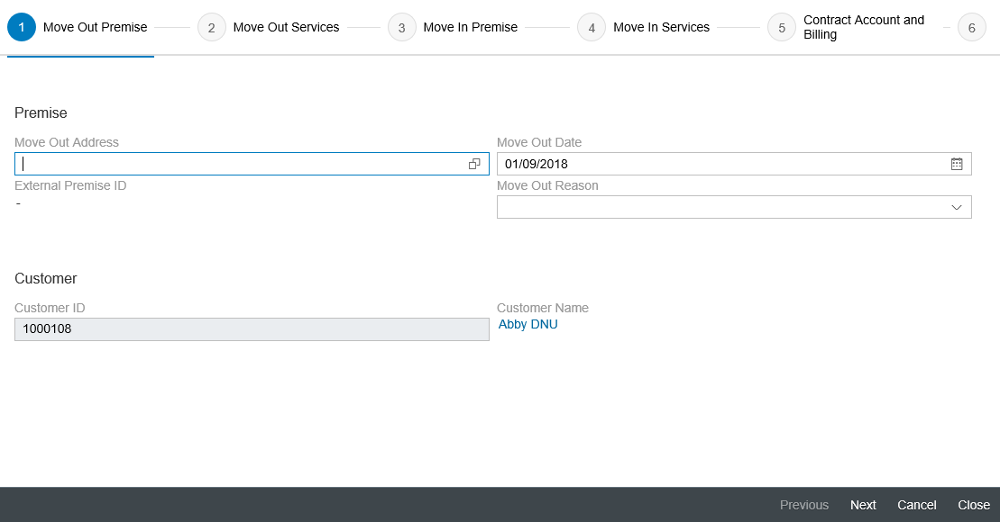 1 Move Out Premise
2 Move Out Services
3 Move In Premise
4 Move In Services
5 Contract Account and
Billing
6
Premise
Move Out Address
Move Out Date
01/09/2018
External Premise ID
-
Move Out Reason
Customer
Customer ID
1000108
Customer Name
Abby DNU
Previous Next Cancel Close